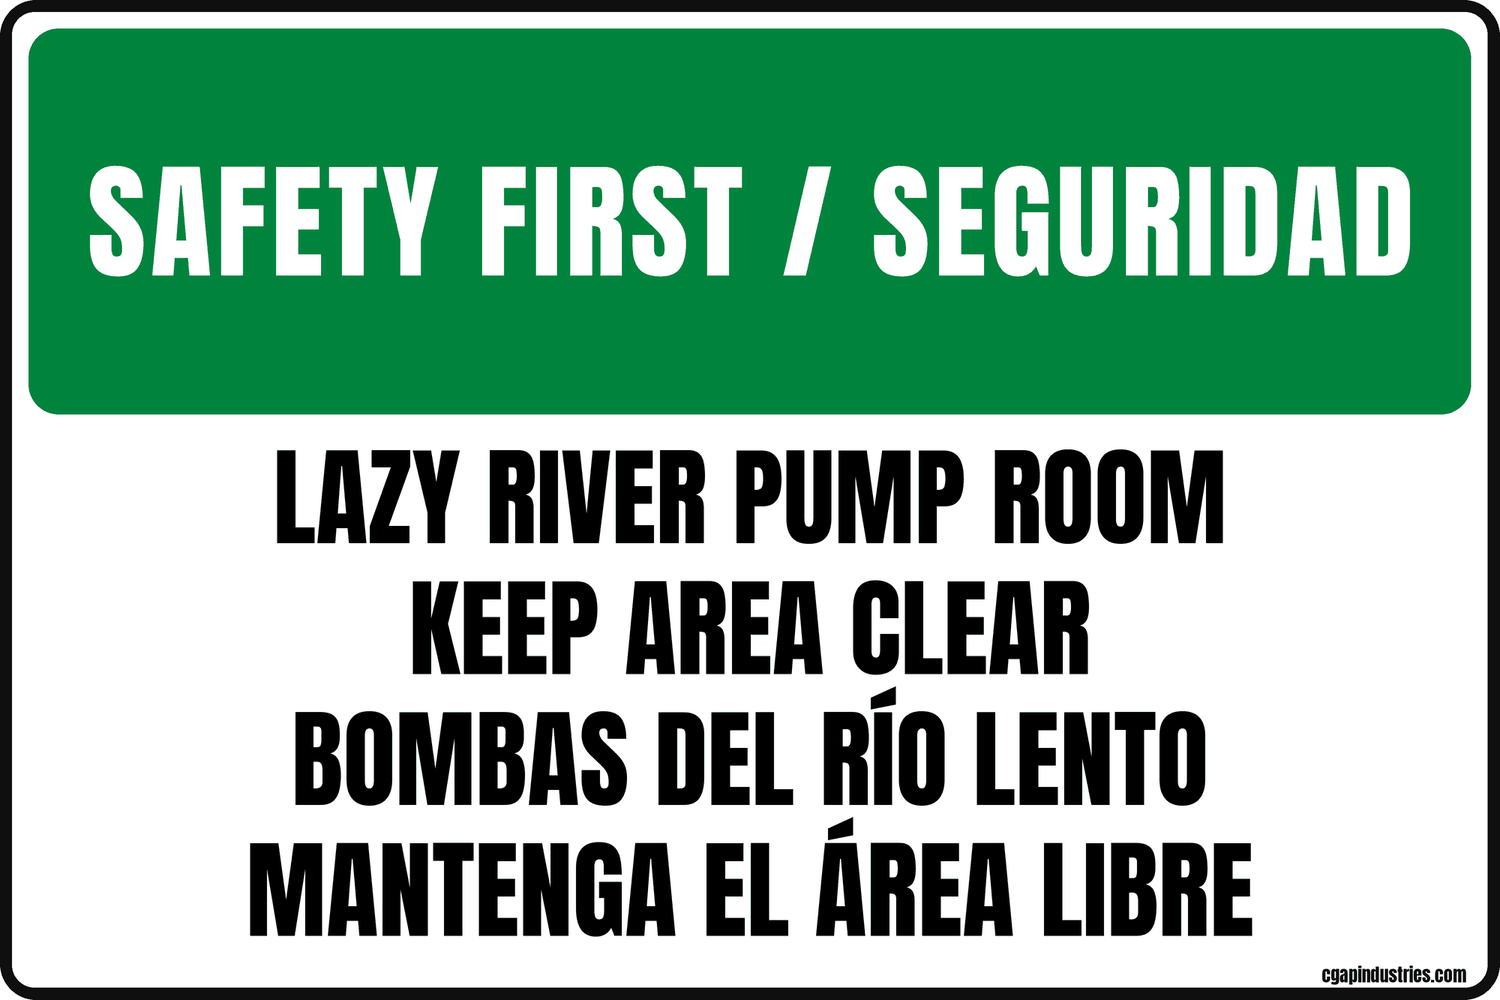 SAFETY FIRST / SEGURIDAD
LAZY RIVER PUMP ROOM
KEEP AREA CLEAR
BOMBAS DEL RÍO LENTO
MANTENGA EL ÁREA LIBRE
cgapindustries.com